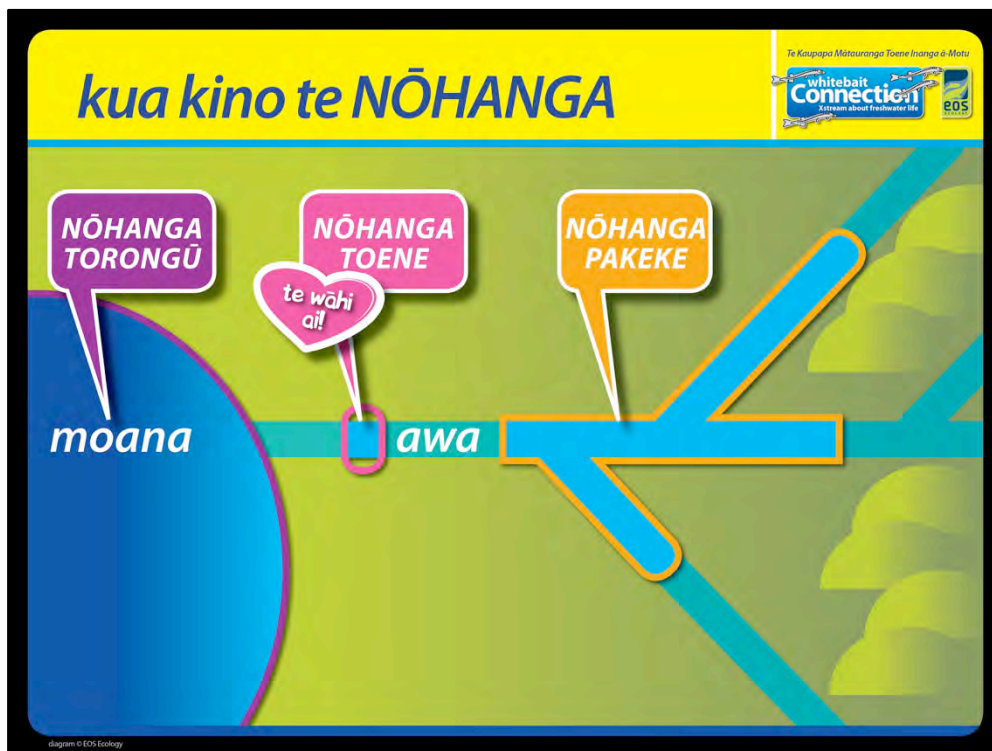 kua kino te NŌHANGA
Te Kaupapa Mātauranga Toene Inanga ā-Motu
whitebait
Connection
Xstream about freshwater life
eos
ECOLOGY
NŌHANGA
TORONGŪ
NŌHANGA
TOENE
te wāhi
ai!
NŌHANGA
PAKEKE
moana
awa
diagram © EOS Ecology